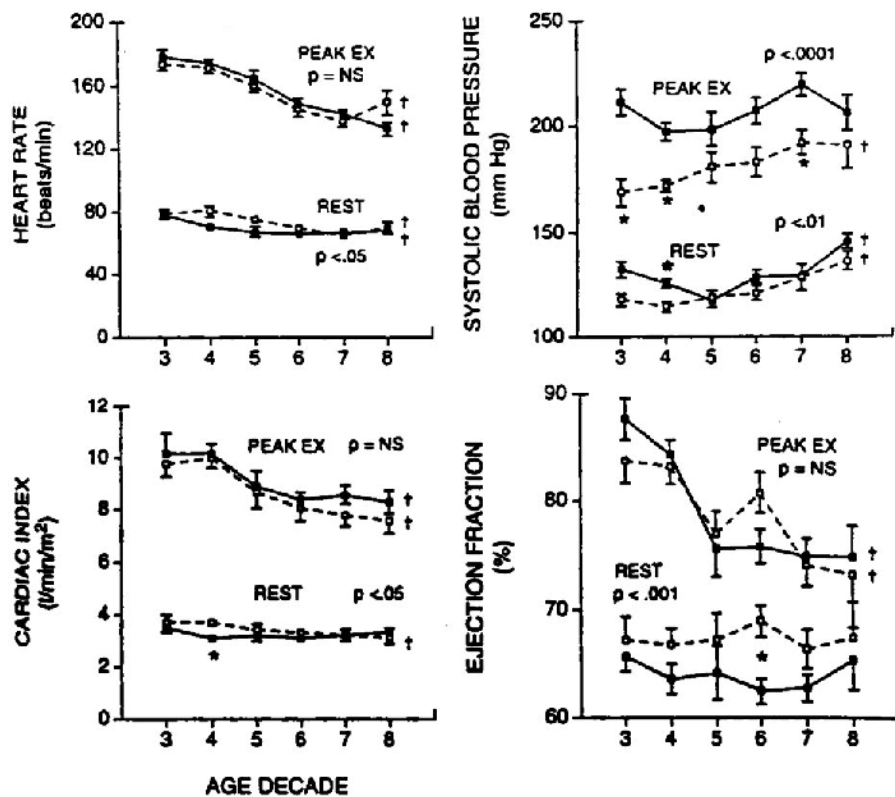 HEART RATE
(beats/min)
200
160
120
80
40
0
PEAK EX
p = NS
†
†
REST
†
†
p <.05
3 4 5 6 7 8
SYSTOLIC BLOOD PRESSURE
(mm Hg)
250
200
150
100
p <.0001
PEAK EX
†
*
*
*
p <.01
REST
*
†
†
3 4 5 6 7 8
CARDIAC INDEX
(l/min/m²)
12
10
8
6
4
2
0
PEAK EX p = NS
†
†
REST p <.05
*
†
3 4 5 6 7 8
AGE DECADE
EJECTION FRACTION
(%)
90
80
70
60
PEAK EX
p = NS
†
†
REST
p < .001
*
3 4 5 6 7 8